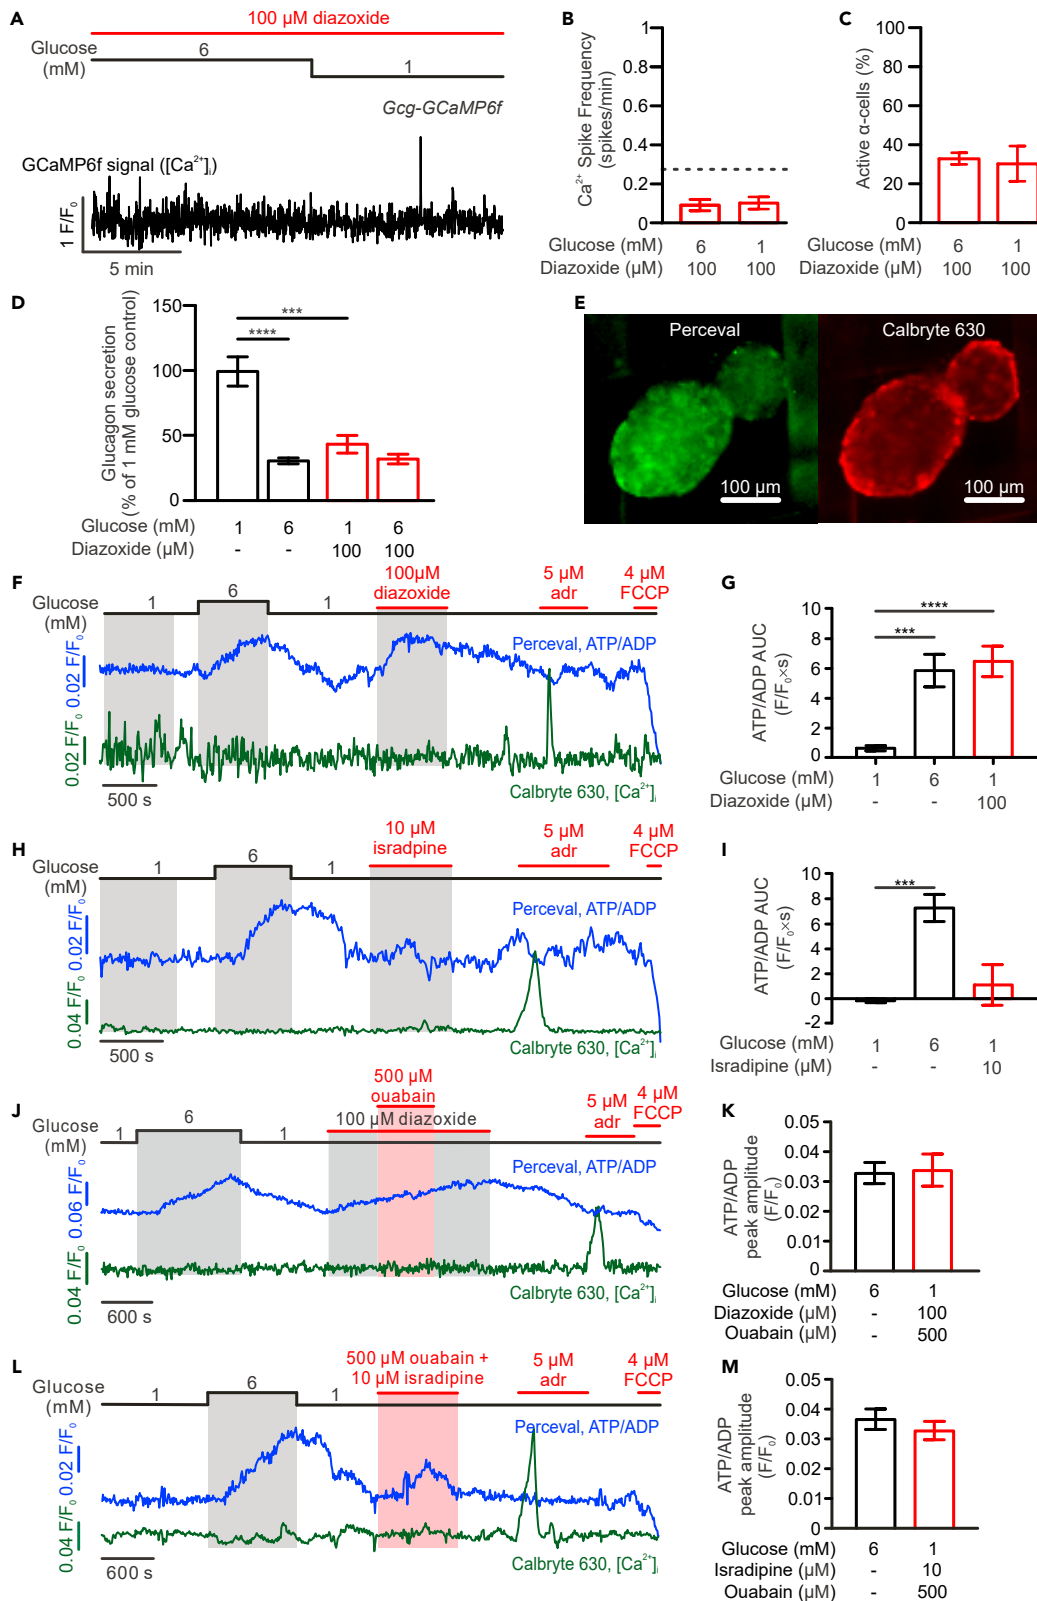 A
100 µM diazoxide
Glucose
(mM)
6
1
Gcg-GCaMP6f
GCaMP6f signal ([Ca²⁺]ᵢ)
1 F/F₀
5 min
B
Ca²⁺ Spike Frequency
(spikes/min)
1
0.8
0.6
0.4
0.2
0
Glucose (mM) 6 1
Diazoxide (µM) 100 100
C
Active α-cells (%)
100
80
60
40
20
0
Glucose (mM) 6 1
Diazoxide (µM) 100 100
D
Glucagon secretion
(% of 1 mM glucose control)
150
100
50
0
***
****
Glucose (mM) 1 6 1 6
Diazoxide (µM) - - 100 100
E
Perceval
100 µm
Calbryte 630
100 µm
F
Glucose
(mM)
1
6
1
100µM
diazoxide
5 µM
adr
4 µM
FCCP
0.02 F/F₀
Perceval, ATP/ADP
0.02 F/F₀
Calbryte 630, [Ca²⁺]ᵢ
500 s
G
ATP/ADP AUC
(F/F₀×s)
10
8
6
4
2
0
****
***
Glucose (mM) 1 6 1
Diazoxide (µM) - - 100
H
Glucose
(mM)
1
6
1
10 µM
isradpine
5 µM
adr
4 µM
FCCP
0.02 F/F₀
Perceval, ATP/ADP
0.04 F/F₀
Calbryte 630, [Ca²⁺]ᵢ
500 s
I
ATP/ADP AUC
(F/F₀×s)
10
8
6
4
2
0
-2
***
Glucose (mM) 1 6 1
Isradipine (µM) - - 10
J
Glucose
(mM)
1
6
1
500 µM
ouabain
100 µM diazoxide
5 µM
adr
4 µM
FCCP
0.06 F/F₀
Perceval, ATP/ADP
0.04 F/F₀
Calbryte 630, [Ca²⁺]ᵢ
600 s
K
ATP/ADP
peak amplitude
(F/F₀)
0.05
0.04
0.03
0.02
0.01
0
Glucose (mM) 6 1
Diazoxide (µM) - 100
Ouabain (µM) - 500
L
Glucose
(mM)
1
6
1
500 µM ouabain +
10 µM isradipine
5 µM
adr
4 µM
FCCP
0.02 F/F₀
Perceval, ATP/ADP
0.04 F/F₀
Calbryte 630, [Ca²⁺]ᵢ
600 s
M
ATP/ADP
peak amplitude
(F/F₀)
0.05
0.04
0.03
0.02
0.01
0
Glucose (mM) 6 1
Isradipine (µM) - 10
Ouabain (µM) - 500